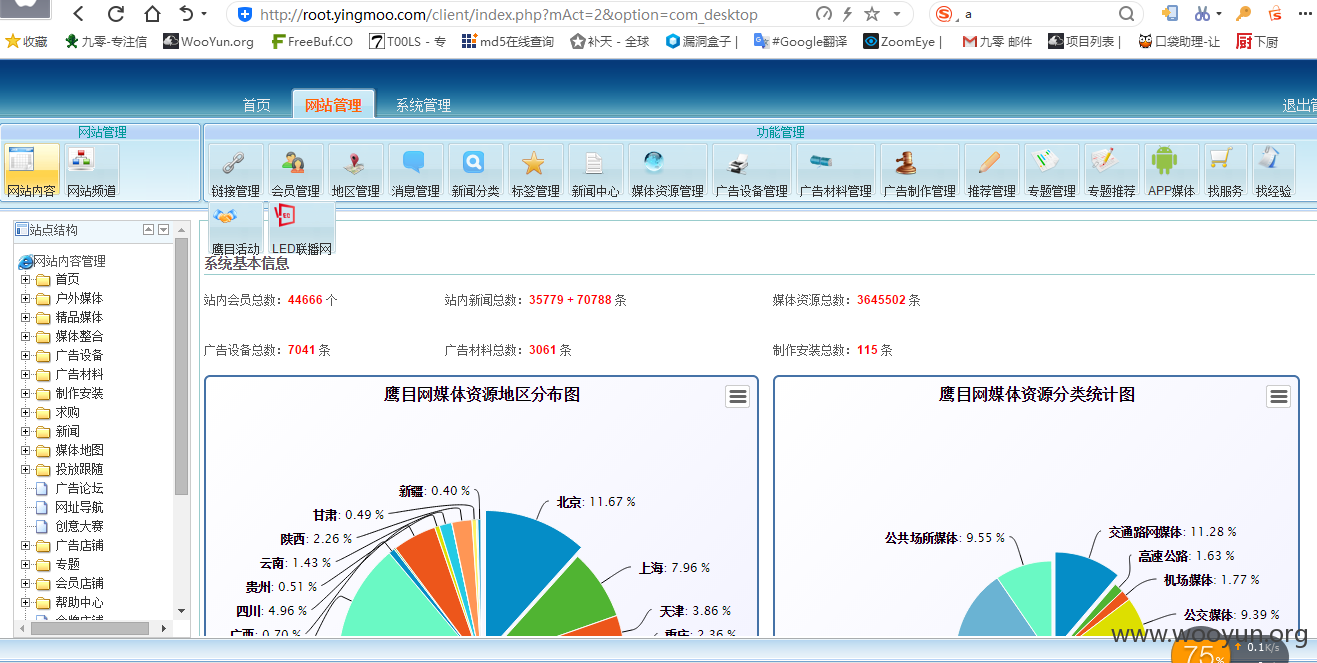 http://root.yingmoo.com/client/index.php?mAct=2&option=com_desktop
a
收藏 九零-专注信 WooYun.org FreeBuf.CO T00LS - 专 md5在线查询 补天 - 全球 漏洞盒子 | #Google翻译 ZoomEye | 九零 邮件 项目列表 | 口袋助理-让 下厨
首页 网站管理 系统管理 退出管
网站管理 功能管理
网站内容 网站频道 链接管理 会员管理 地区管理 消息管理 新闻分类 标签管理 新闻中心 媒体资源管理 广告设备管理 广告材料管理 广告制作管理 推荐管理 专题管理 专题推荐 APP媒体 找服务 找经验
鹰目活动 LED联播网
站点结构
网站内容管理
首页
户外媒体
精品媒体
媒体整合
广告设备
广告材料
制作安装
求购
新闻
媒体地图
投放跟随
广告论坛
网址导航
创意大赛
广告店铺
专题
会员店铺
帮助中心
系统基本信息
站内会员总数：44666 个 站内新闻总数：35779 + 70788 条 媒体资源总数：3645502 条
广告设备总数：7041 条 广告材料总数：3061 条 制作安装总数：115 条
鹰目网媒体资源地区分布图
新疆: 0.40 %
甘肃: 0.49 %
陕西: 2.26 %
云南: 1.43 %
贵州: 0.51 %
四川: 4.96 %
广西: 0.70 %
北京: 11.67 %
上海: 7.96 %
天津: 3.86 %
重庆: 2.36 %
鹰目网媒体资源分类统计图
公共场所媒体: 9.55 %
交通路网媒体: 11.28 %
高速公路: 1.63 %
机场媒体: 1.77 %
公交媒体: 9.39 %
www.wooyun.org
75%
0.1K/s